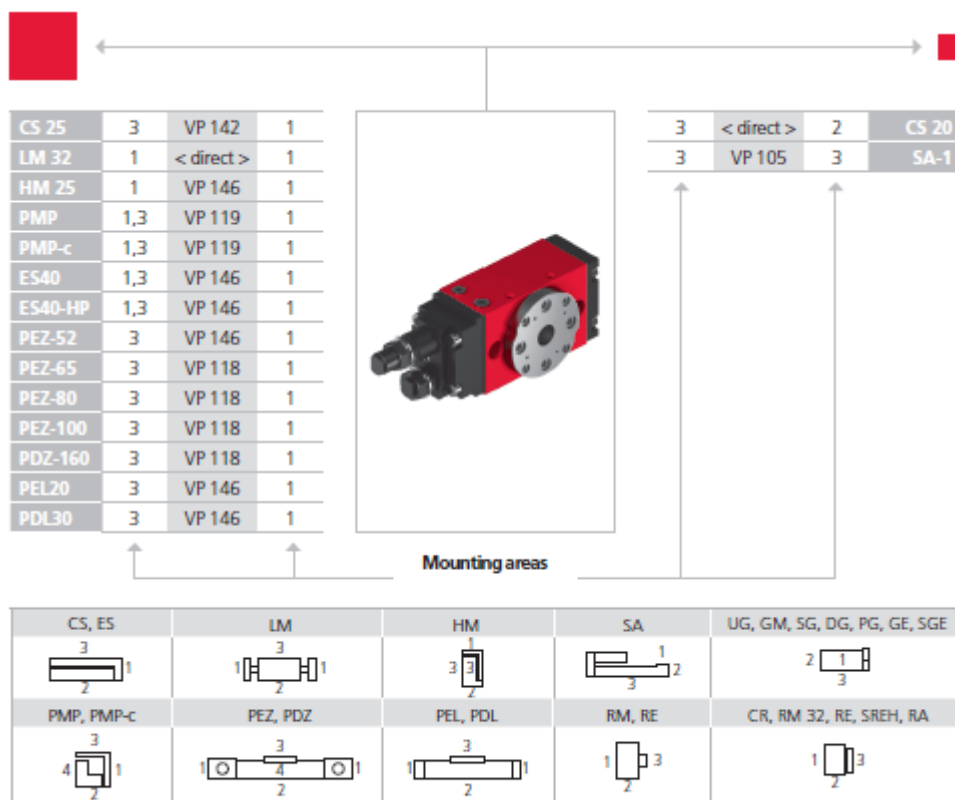 CS 25 3 VP 142 1
LM 32 1 < direct > 1
HM 25 1 VP 146 1
PMP 1,3 VP 119 1
PMP-c 1,3 VP 119 1
ES40 1,3 VP 146 1
ES40-HP 1,3 VP 146 1
PEZ-52 3 VP 146 1
PEZ-65 3 VP 118 1
PEZ-80 3 VP 118 1
PEZ-100 3 VP 118 1
PDZ-160 3 VP 118 1
PEL20 3 VP 146 1
PDL30 3 VP 146 1
3 < direct > 2 CS 20
3 VP 105 3 SA-1
Mounting areas
CS, ES LM HM SA UG, GM, SG, DG, PG, GE, SGE
3 3 1 1
1 1 1 3 3 2 2 1
2 2 2 3 3
PMP, PMP-c PEZ, PDZ PEL, PDL RM, RE CR, RM 32, RE, SREH, RA
3 3 3
4 1 1 4 1 1 1 1 3 1 3
2 2 2 2 2